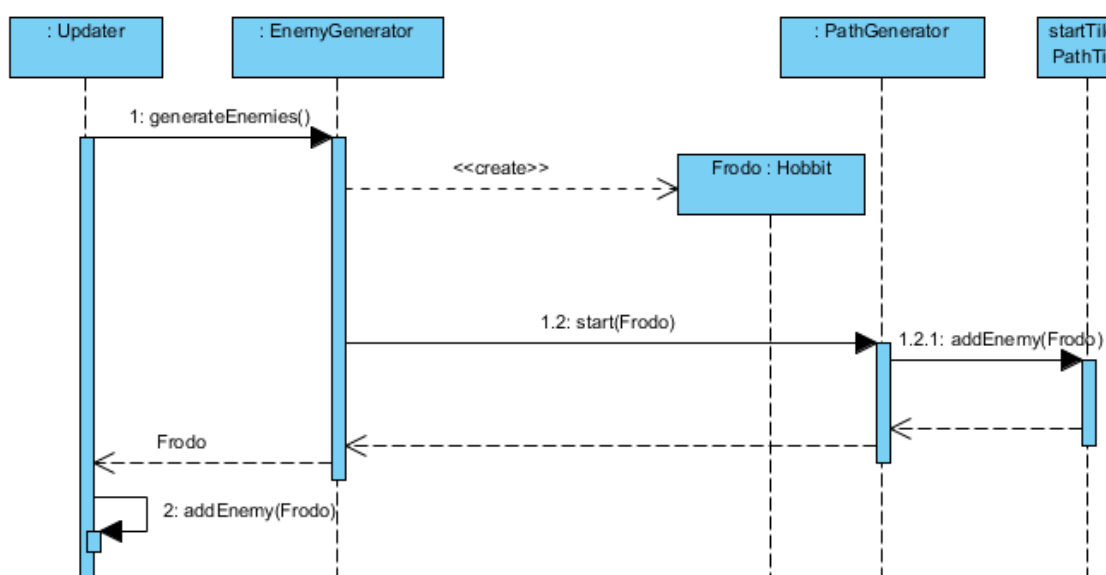 : Updater
: EnemyGenerator
: PathGenerator
1: generateEnemies()
<<create>>
Frodo : Hobbit
1.2: start(Frodo)
1.2.1: addEnemy(Frodo)
Frodo
2: addEnemy(Frodo)